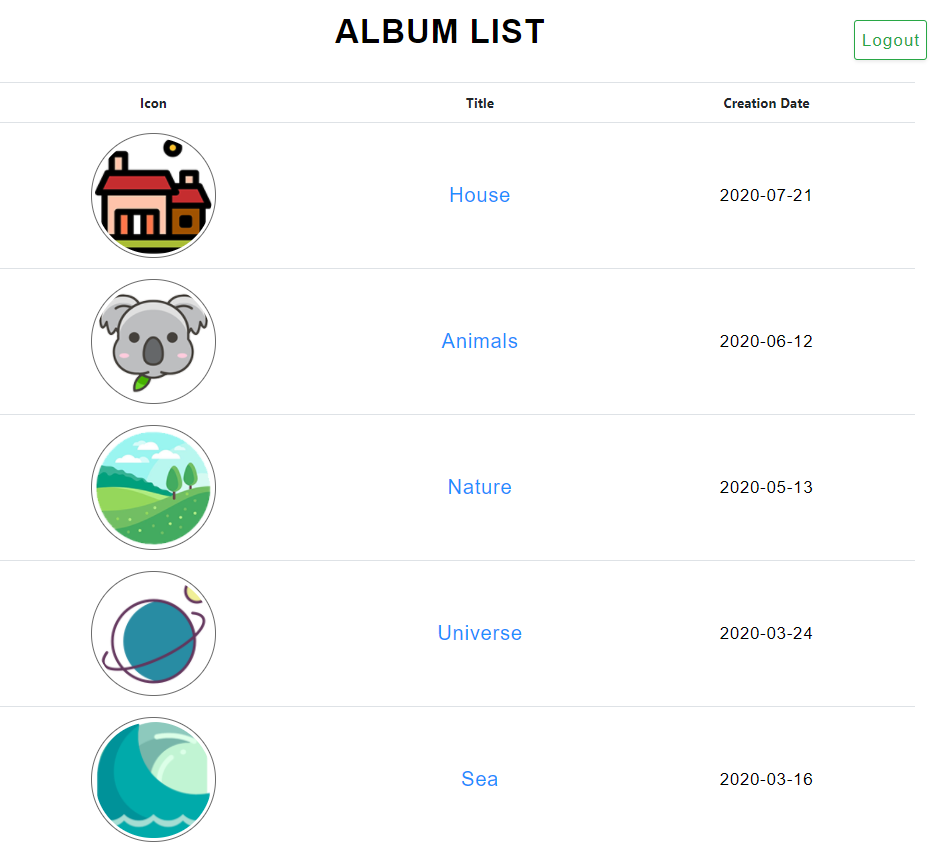 ALBUM LIST
Logout
Icon Title Creation Date
House 2020-07-21
Animals 2020-06-12
Nature 2020-05-13
Universe 2020-03-24
Sea 2020-03-16